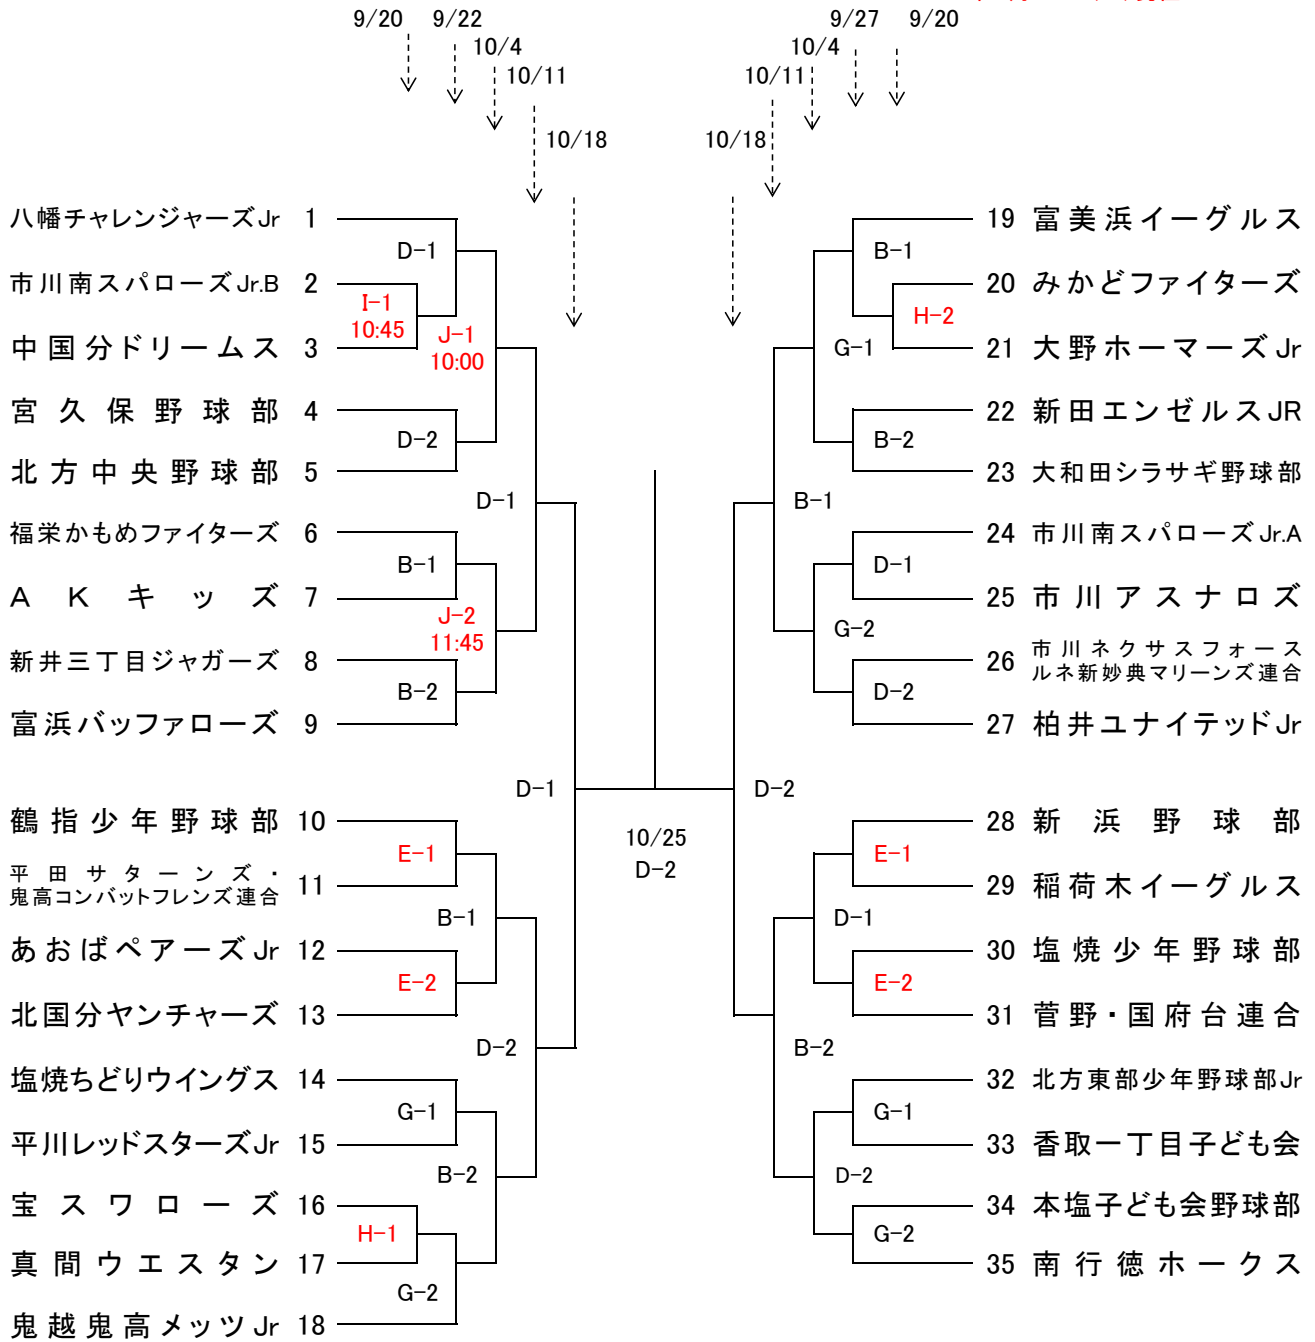 9/20 9/22 9/27 9/20
10/4 10/4
10/11 10/11
10/18 10/18
八幡チャレンジャーズJr 1
D-1
市川南スパローズJr.B 2
I-1
10:45
中国分ドリームス 3
J-1
10:00
宮久保野球部 4
D-2
北方中央野球部 5
D-1
福栄かもめファイターズ 6
B-1
AKキッズ 7
J-2
11:45
新井三丁目ジャガーズ 8
B-2
富浜バッファローズ 9
D-1
鶴指少年野球部 10
E-1
平田サターンズ・
鬼高コンバットフレンズ連合 11
B-1
あおばペアーズJr 12
E-2
北国分ヤンチャーズ 13
D-2
塩焼ちどりウイングス 14
G-1
平川レッドスターズJr 15
B-2
宝スワローズ 16
H-1
真間ウエスタン 17
G-2
鬼越鬼高メッツJr 18
10/25
D-2
19 富美浜イーグルス
B-1
20 みかどファイターズ
H-2
21 大野ホーマーズJr
G-1
22 新田エンゼルスJR
B-2
23 大和田シラサギ野球部
B-1
24 市川南スパローズJr.A
D-1
25 市川アスナロズ
G-2
26 市川ネクサスフォース
ルネ新妙典マリーンズ連合
D-2
27 柏井ユナイテッドJr
D-2
28 新浜野球部
E-1
29 稲荷木イーグルス
D-1
30 塩焼少年野球部
E-2
31 菅野・国府台連合
B-2
32 北方東部少年野球部Jr
G-1
33 香取一丁目子ども会
D-2
34 本塩子ども会野球部
G-2
35 南行徳ホークス